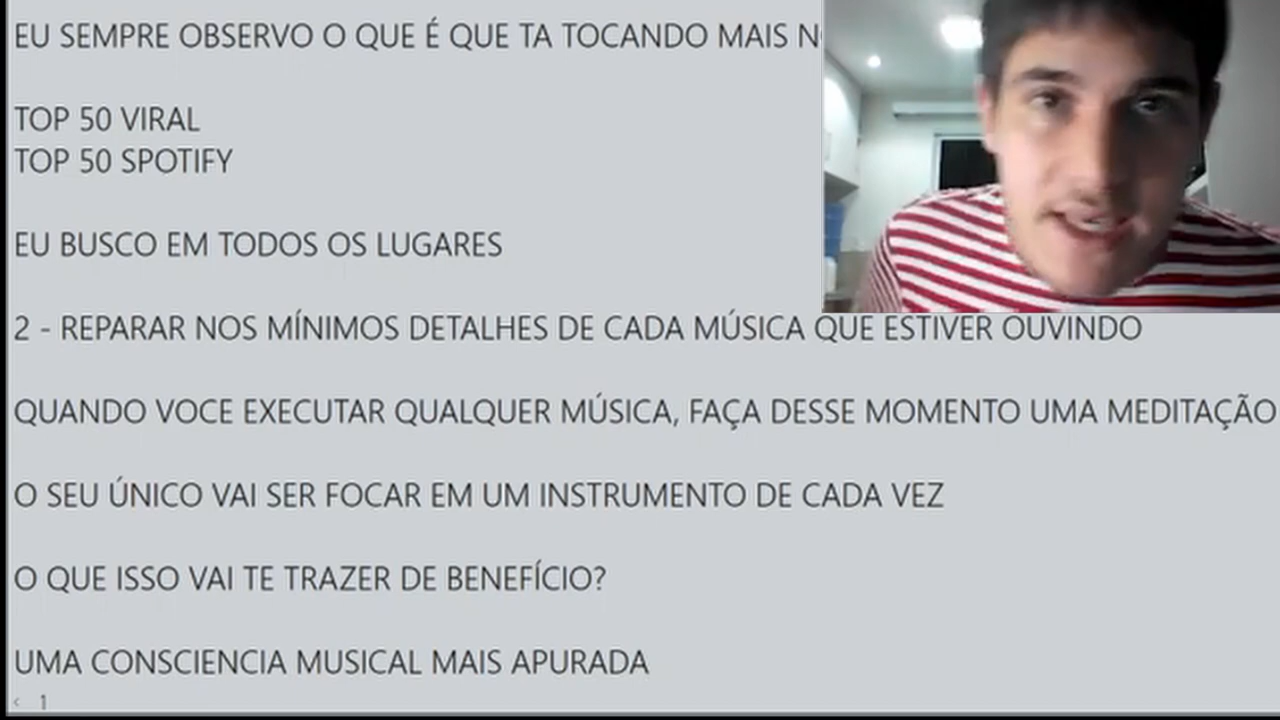 EU SEMPRE OBSERVO O QUE É QUE TA TOCANDO MAIS
TOP 50 VIRAL
TOP 50 SPOTIFY
EU BUSCO EM TODOS OS LUGARES
2 - REPARAR NOS MÍNIMOS DETALHES DE CADA MÚSICA QUE ESTIVER OUVINDO
QUANDO VOCE EXECUTAR QUALQUER MÚSICA, FAÇA DESSE MOMENTO UMA MEDITAÇÃO
O SEU ÚNICO VAI SER FOCAR EM UM INSTRUMENTO DE CADA VEZ
O QUE ISSO VAI TE TRAZER DE BENEFÍCIO?
UMA CONSCIENCIA MUSICAL MAIS APURADA
< 1